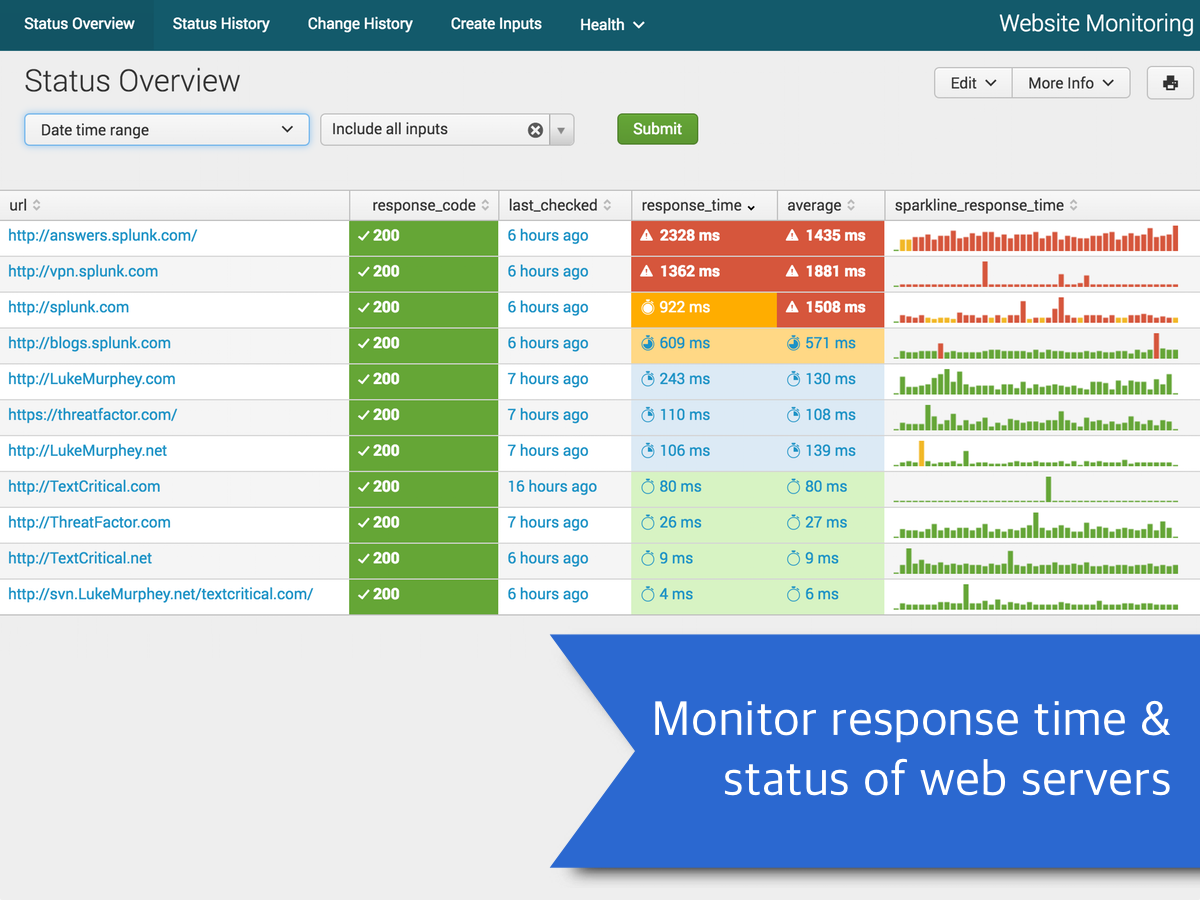 Status Overview Status History Change History Create Inputs Health Website Monitoring
Status Overview Edit More Info
Date time range Include all inputs Submit
url response_code last_checked response_time average sparkline_response_time
http://answers.splunk.com/ 200 6 hours ago 2328 ms 1435 ms
http://vpn.splunk.com 200 6 hours ago 1362 ms 1881 ms
http://splunk.com 200 6 hours ago 922 ms 1508 ms
http://blogs.splunk.com 200 6 hours ago 609 ms 571 ms
http://LukeMurphey.com 200 7 hours ago 243 ms 130 ms
https://threatfactor.com/ 200 7 hours ago 110 ms 108 ms
http://LukeMurphey.net 200 7 hours ago 106 ms 139 ms
http://TextCritical.com 200 16 hours ago 80 ms 80 ms
http://ThreatFactor.com 200 7 hours ago 26 ms 27 ms
http://TextCritical.net 200 6 hours ago 9 ms 9 ms
http://svn.LukeMurphey.net/textcritical.com/ 200 6 hours ago 4 ms 6 ms
Monitor response time &
status of web servers